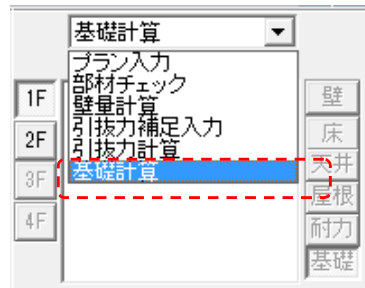 基礎計算
プラン入力
部材チェック
壁量計算
引抜力補足入力
引抜力計算
基礎計算
1F
2F
3F
4F
壁
床
天井
屋根
耐力
基礎